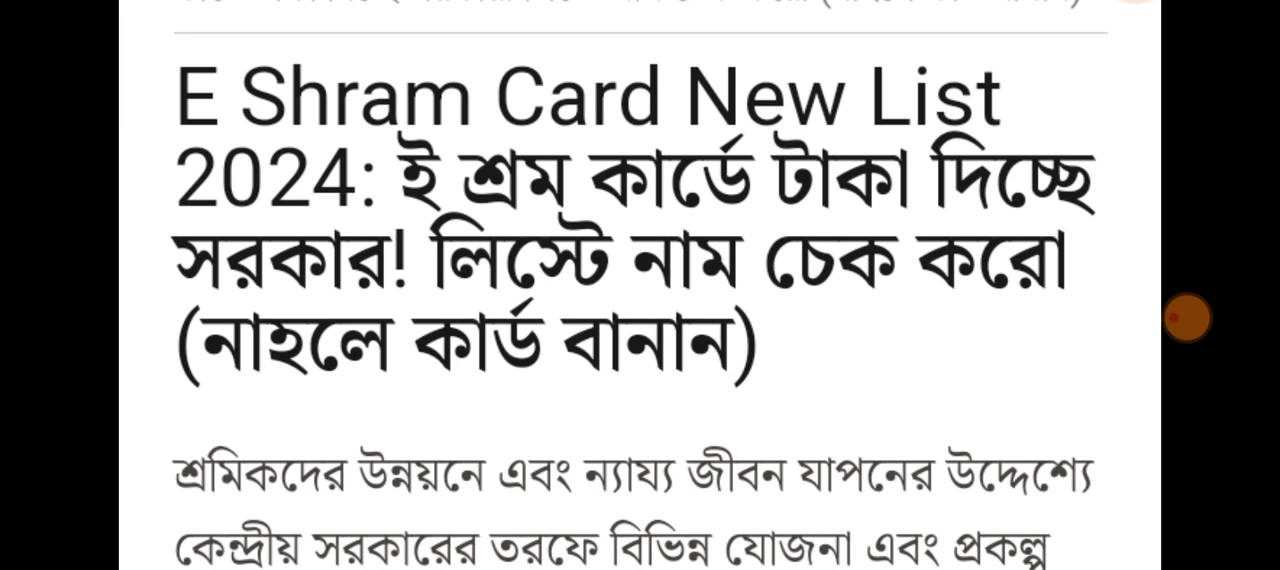 E Shram Card New List
2024: ই শ্রম কার্ডে টাকা দিচ্ছে
সরকার! লিস্টে নাম চেক করো
(নাহলে কার্ড বানান)
শ্রমিকদের উন্নয়নে এবং ন্যায্য জীবন যাপনের উদ্দেশ্যে
কেন্দ্রীয় সরকারের তরফে বিভিন্ন যোজনা এবং প্রকল্প